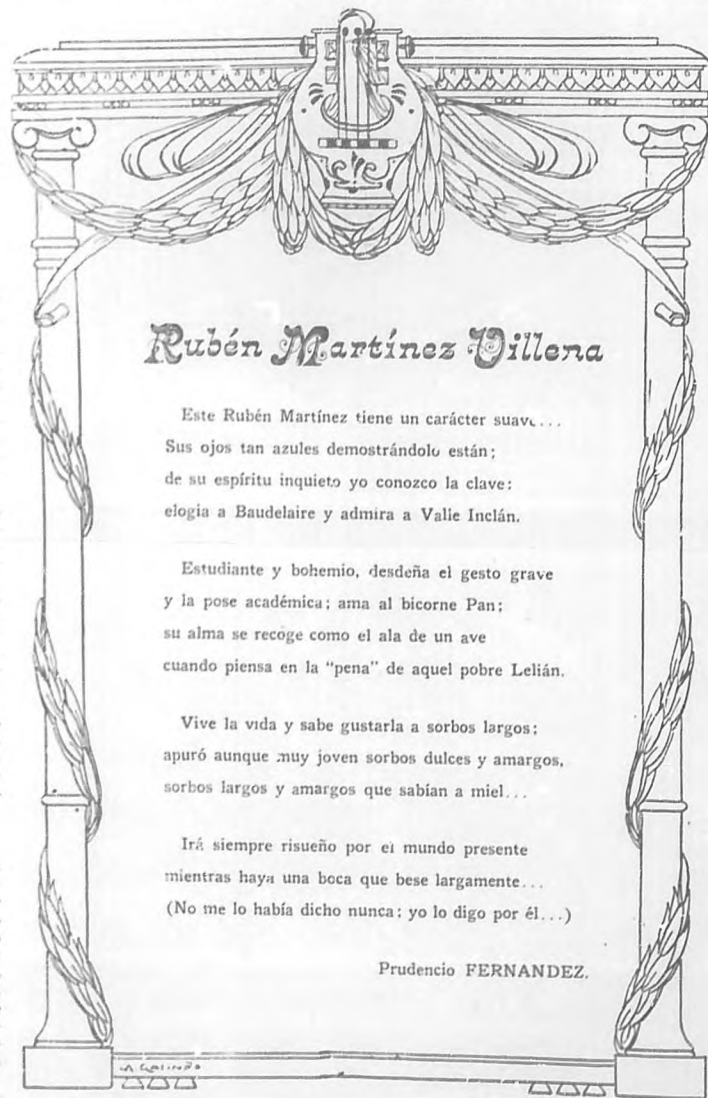 Rubén Martínez Villena
Este Rubén Martínez tiene un carácter suave...
Sus ojos tan azules demostrándolo están;
de su espíritu inquieto yo conozco la clave:
elogia a Baudelaire y admira a Valle Inclán.
Estudiante y bohemio, desdeña el gesto grave
y la pose académica; ama al bicorne Pan;
su alma se recoge como el ala de un ave
cuando piensa en la "pena" de aquel pobre Lelián.
Vive la vida y sabe gustarla a sorbos largos;
apuró aunque muy joven sorbos dulces y amargos,
sorbos largos y amargos que sabían a miel...
Irá siempre risueño por el mundo presente
mientras haya una boca que bese largamente...
(No me lo había dicho nunca; yo lo digo por él...)
Prudencio FERNANDEZ.
A GALINDO